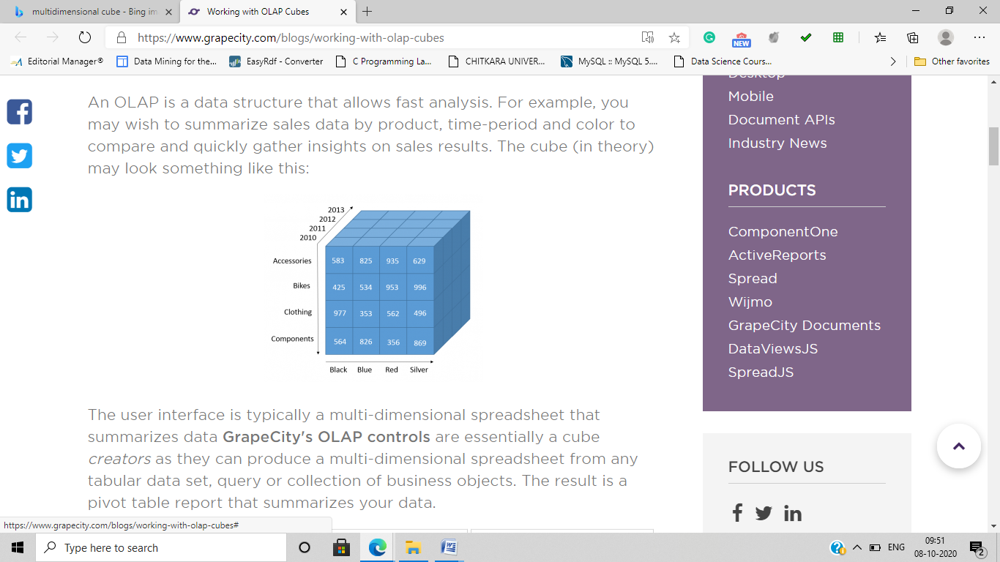 multidimensional cube - Bing im
Working with OLAP Cubes
https://www.grapecity.com/blogs/working-with-olap-cubes
NEW
Editorial Manager®
Data Mining for the...
EasyRdf - Converter
C Programming La...
CHITKARA UNIVER...
MySQL :: MySQL 5....
Data Science Cours...
Other favorites
An OLAP is a data structure that allows fast analysis. For example, you
may wish to summarize sales data by product, time-period and color to
compare and quickly gather insights on sales results. The cube (in theory)
may look something like this:
2013
2012
2011
2010
Accessories 583 825 935 629
Bikes 425 534 953 996
Clothing 977 353 562 496
Components 564 826 356 869
Black Blue Red Silver
The user interface is typically a multi-dimensional spreadsheet that
summarizes data GrapeCity's OLAP controls are essentially a cube
creators as they can produce a multi-dimensional spreadsheet from any
tabular data set, query or collection of business objects. The result is a
pivot table report that summarizes your data.
Desktop
Mobile
Document APIs
Industry News
PRODUCTS
ComponentOne
ActiveReports
Spread
Wijmo
GrapeCity Documents
DataViewsJS
SpreadJS
FOLLOW US
https://www.grapecity.com/blogs/working-with-olap-cubes#
Type here to search
ENG
09:51
08-10-2020
2